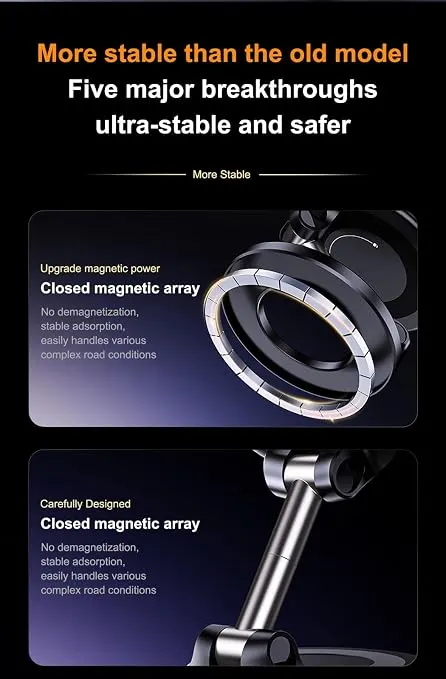 More stable than the old model
Five major breakthroughs
ultra-stable and safer
More Stable
Upgrade magnetic power
Closed magnetic array
No demagnetization,
stable adsorption,
easily handles various
complex road conditions
Carefully Designed
Closed magnetic array
No demagnetization,
stable adsorption,
easily handles various
complex road conditions